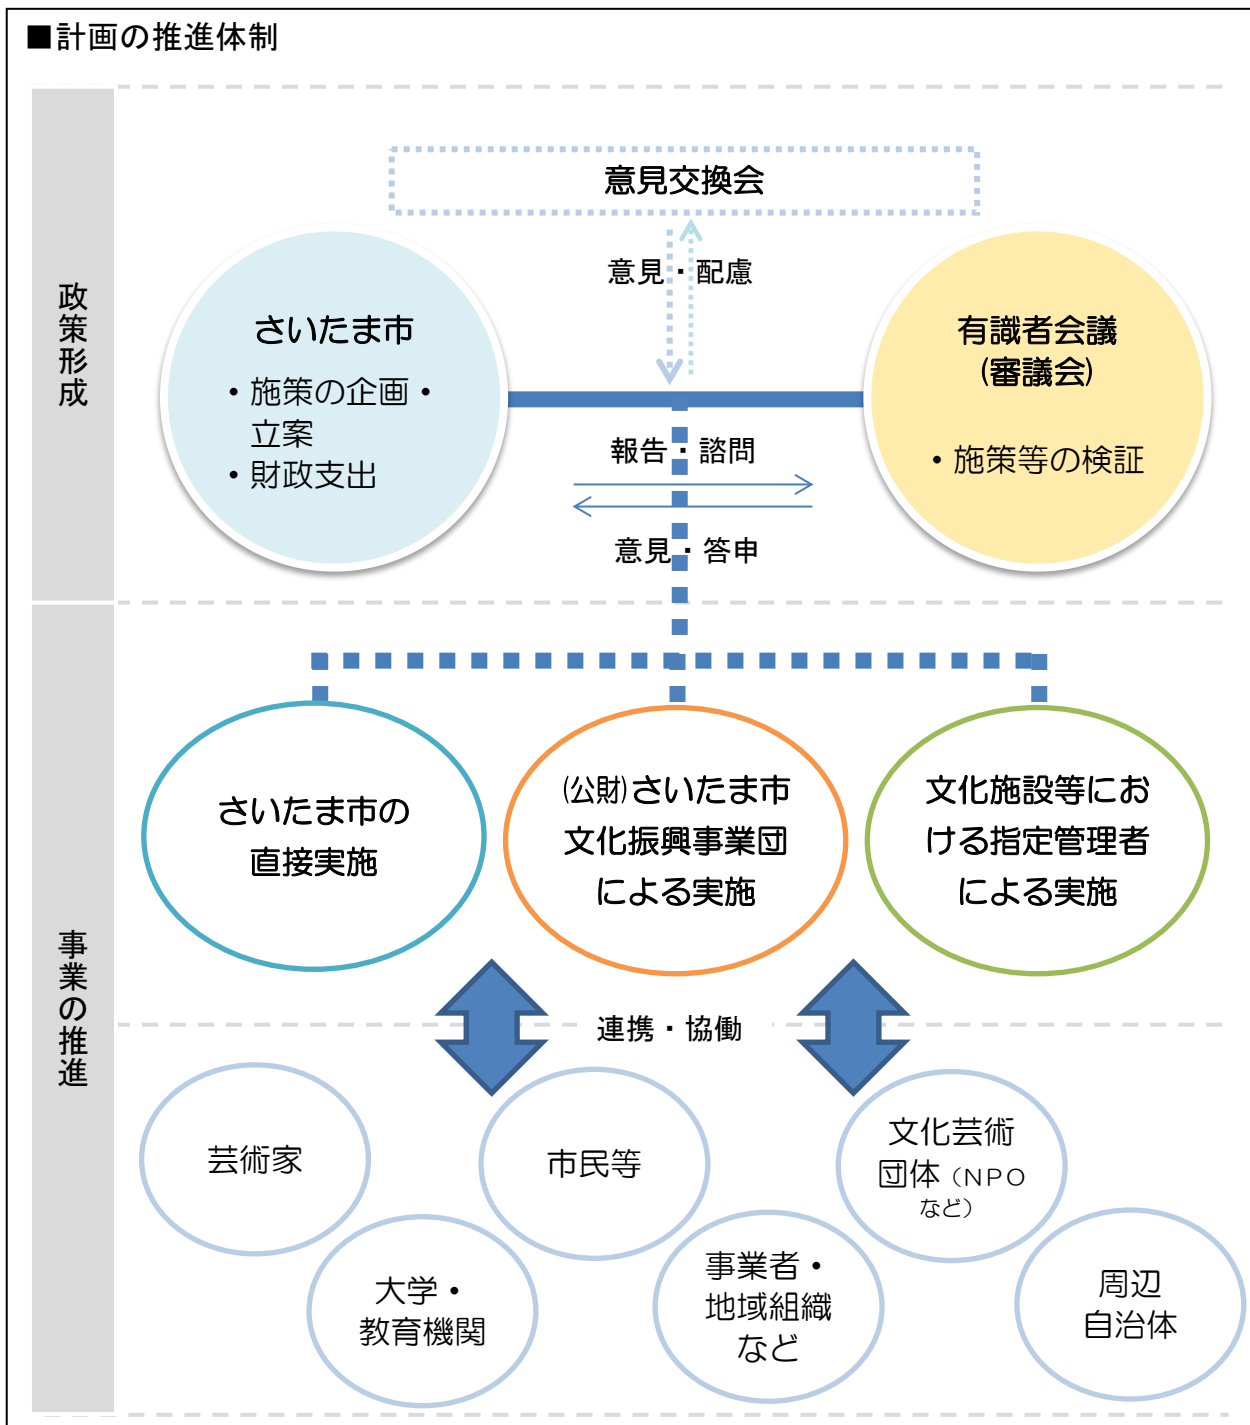 ■計画の推進体制
政策形成
意見交換会
意見・配慮
さいたま市
・施策の企画・
立案
・財政支出
有識者会議
(審議会)
・施策等の検証
報告・諮問
意見・答申
事業の推進
さいたま市の
直接実施
(公財)さいたま市
文化振興事業団
による実施
文化施設等にお
ける指定管理者
による実施
連携・協働
芸術家
市民等
文化芸術
団体（NPO
など）
大学・
教育機関
事業者・
地域組織
など
周辺
自治体